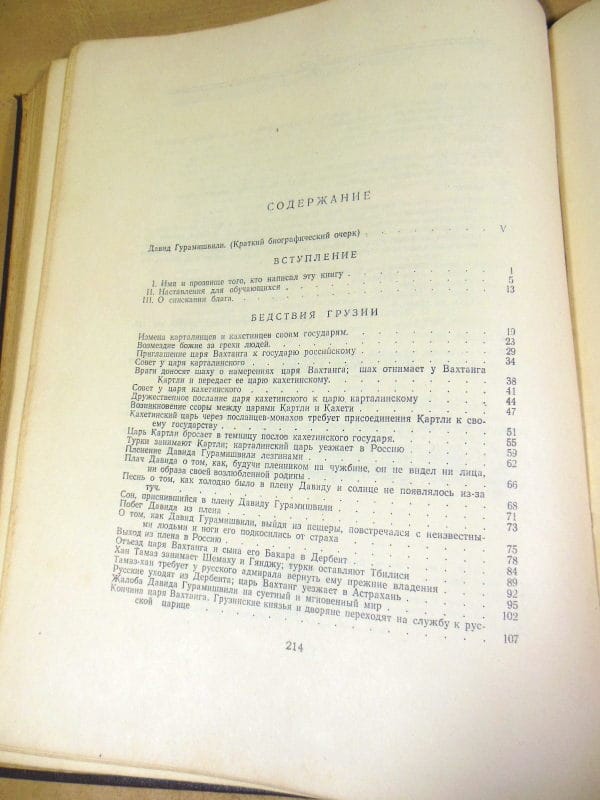 СОДЕРЖАНИЕ
Давид Гурамишвили. (Краткий биографический очерк) . . . . . . . V
ВСТУПЛЕНИЕ
I. Имя и прозвище того, кто написал эту книгу . . . . . . . . 1
II. Наставления для обучающихся . . . . . . . . . . . . 5
III. О снискании блага. . . . . . . . . . . . . . . 13
БЕДСТВИЯ ГРУЗИИ
Измена карталинцев и кахетинцев своим государям. . . . . . . . 19
Возмездие божие за грехи людей. . . . . . . . . . . . 23
Приглашение царя Вахтанга к государю российскому . . . . . . . 29
Совет у царя карталинского . . . . . . . . . . . . . 34
Враги доносят шаху о намерениях царя Вахтанга; шах отнимает у Вахтанга
Картли и передает ее царю кахетинскому. . . . . . . . . 38
Совет у царя кахетинского . . . . . . . . . . . . . 41
Дружественное послание царя кахетинского к царю карталинскому . . . . 44
Возникновение ссоры между царями Картли и Кахети . . . . . . . 47
Кахетинский царь через посланцев-монахов требует присоединения Картли к сво-
ему государству . . . . . . . . . . . . . . . 51
Царь Картли бросает в темницу послов кахетинского государя. . . . . . 55
Турки занимают Картли; карталинский царь уезжает в Россию . . . . . 59
Пленение Давида Гурамишвили лезгинами . . . . . . . . . . 62
Плач Давида о том, как, будучи пленником на чужбине, он не видел ни лица,
ни образа своей возлюбленной родины . . . . . . . . . . 66
Песнь о том, как холодно было в плену Давиду и солнце не появлялось из-за
туч. . . . . . . . . . . . . . . . . . . 68
Сон, приснившийся в плену Давиду Гурамишвили . . . . . . . . 71
Побег Давида из плена . . . . . . . . . . . . . . 73
О том, как Давид Гурамишвили, выйдя из пещеры, повстречался с неизвестны-
ми людьми и ноги его подкосились от страха . . . . . . . . 75
Выход из плена в Россию . . . . . . . . . . . . . 78
Отъезд царя Вахтанга и сына его Бакара в Дербент . . . . . . . 84
Хан Тамаз занимает Шемаху и Гянджу; турки оставляют Тбилиси . . . . 89
Тамаз-хан требует у русского адмирала вернуть ему прежние владения . . . 92
Русские уходят из Дербента; царь Вахтанг уезжает в Астрахань . . . . . 95
Жалоба Давида Гурамишвили на суетный и мгновенный мир . . . . . 102
Кончина царя Вахтанга. Грузинские князья и дворяне переходят на службу к рус-
ской царице . . . . . . . . . . . . . . . . 107
214